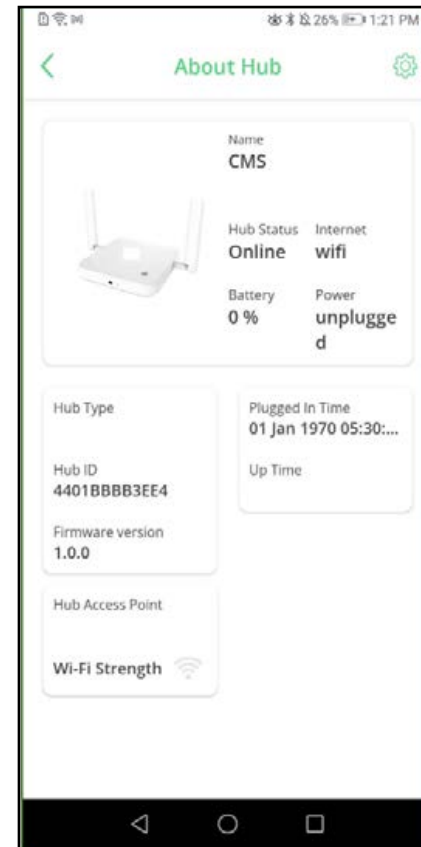 26% 1:21 PM
About Hub
Name
CMS
Hub Status Internet
Online wifi
Battery Power
0 % unplugge
d
Hub Type
Hub ID
4401BBBB3EE4
Firmware version
1.0.0
Plugged In Time
01 Jan 1970 05:30:...
Up Time
Hub Access Point
Wi-Fi Strength